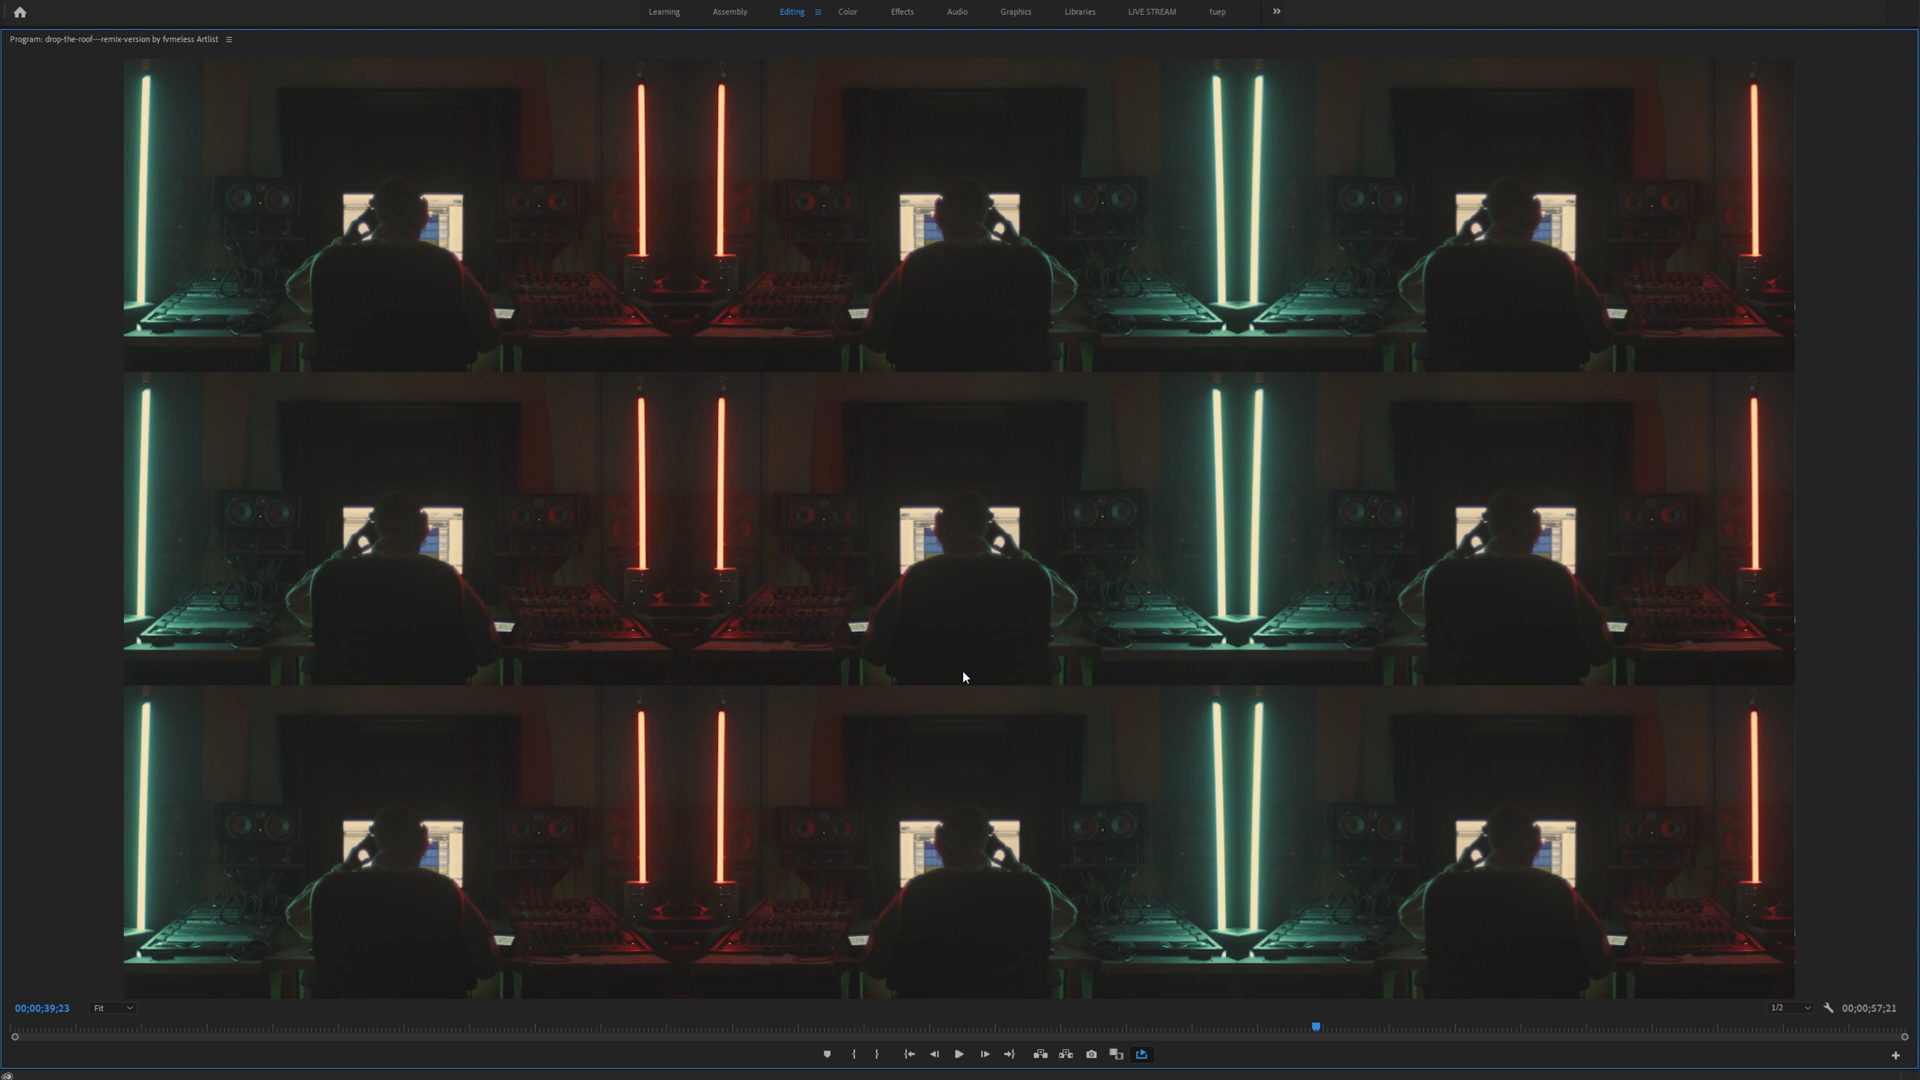 Learning Assembly Editing Color Effects Audio Graphics Libraries LIVE STREAM tuep
Program: drop-the-roof---remix-version by fvmeless Artlist
00;00;39;23 Fit 1/2 00;00;57;21